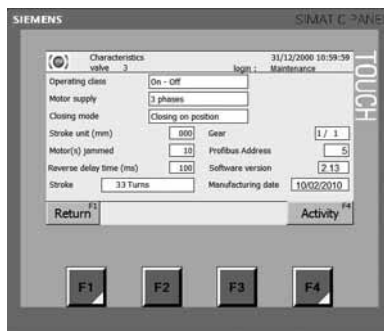 SIEMENS
SIMATIC PANE
TOUCH
Characteristics 31/12/2000 10:59:59
valve 3 login : Maintenance
Operating class On - Off
Motor supply 3 phases
Closing mode Closing on position
Stroke unit (mm) 000 Gear 1/ 1
Motor(s) jammed 10 Profibus Address 5
Reverse delay time (ms) 100 Software version 2.13
Stroke 33 Turns Manufacturing date 10/02/2010
Return F1 Activity F4
F1 F2 F3 F4